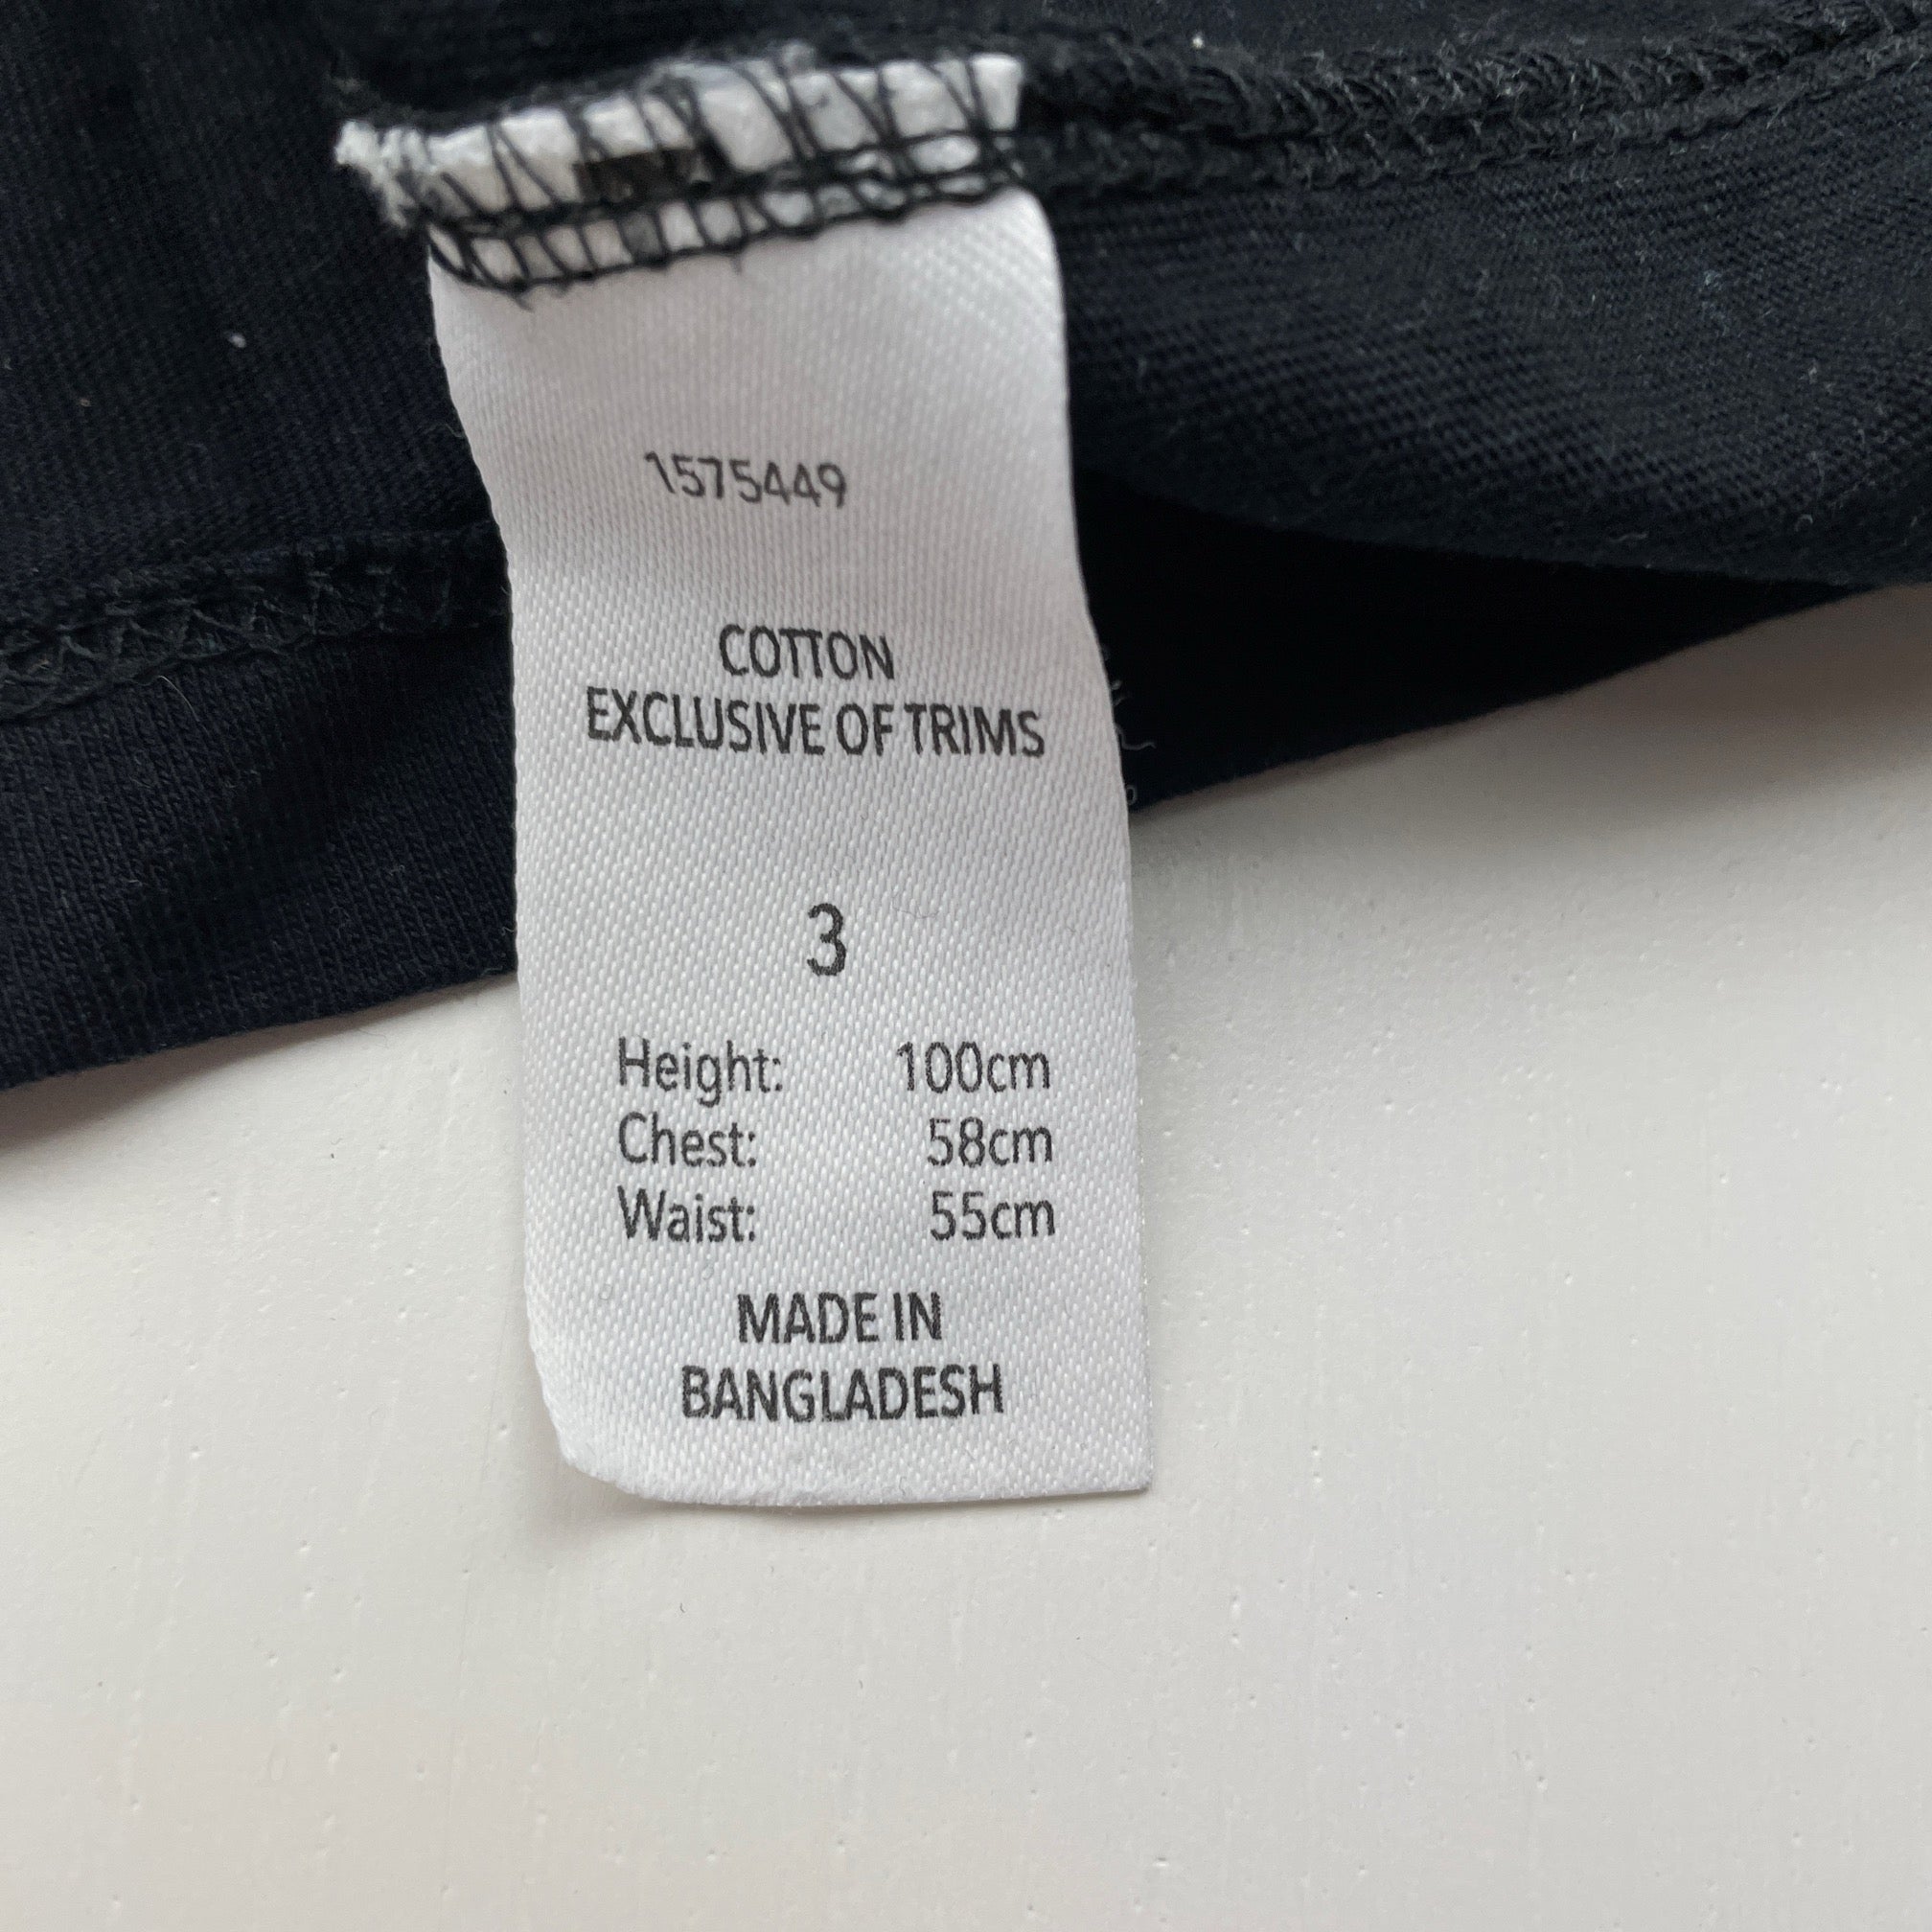 1575449
COTTON
EXCLUSIVE OF TRIMS
3
Height: 100cm
Chest: 58cm
Waist: 55cm
MADE IN
BANGLADESH